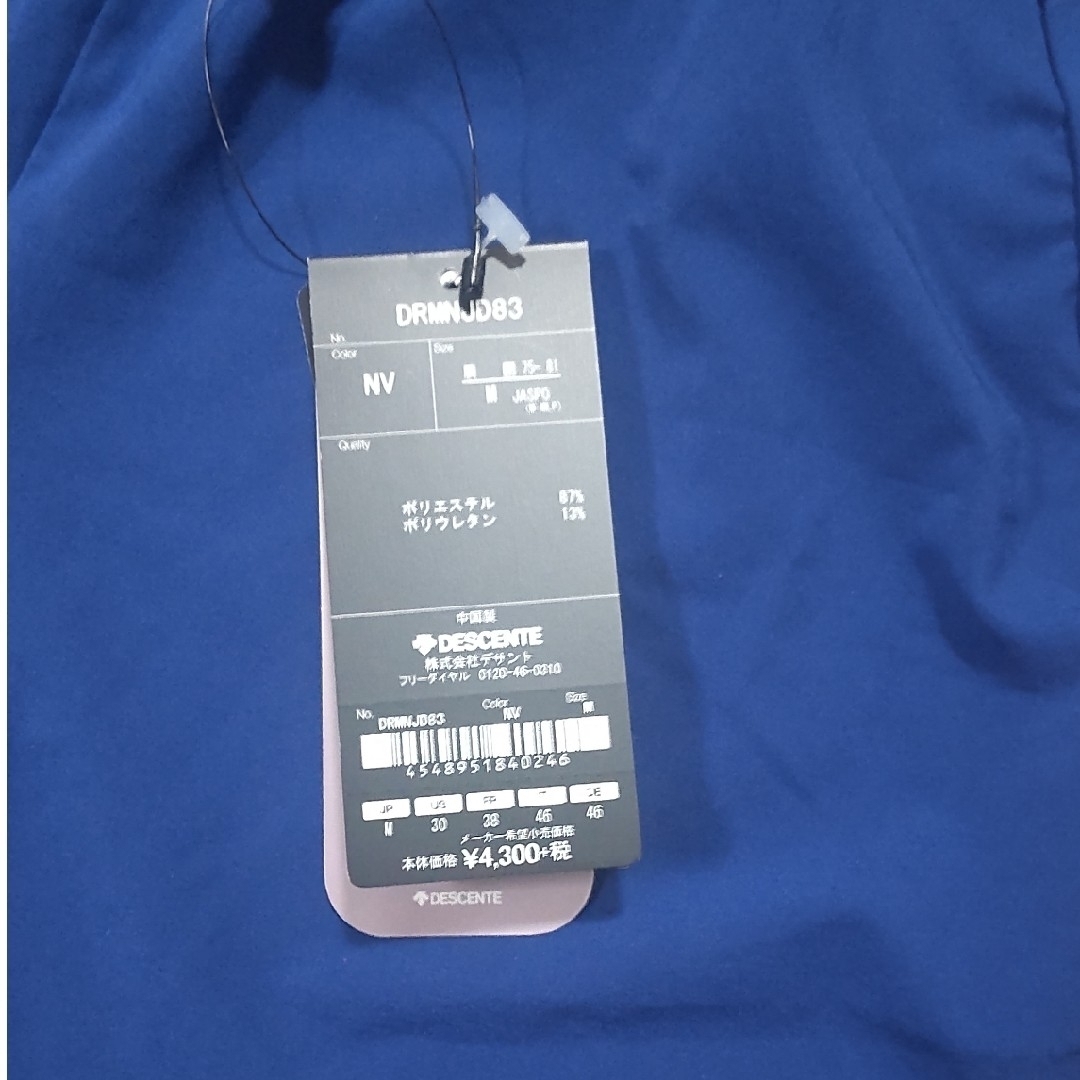 DRMNJD83
No.
Color
Size
NV
75-81
M JASPO
Quality
ポリエステル 87%
ポリウレタン 13%
中国製
DESCENTE
株式会社デサント
フリーダイヤル 0120-46-0310
No. DRMNJD83 Color NV Size M
4548951840246
JP US FR IT DE
M 30 38 46 46
メーカー希望小売価格
本体価格 ¥4,300+税
DESCENTE